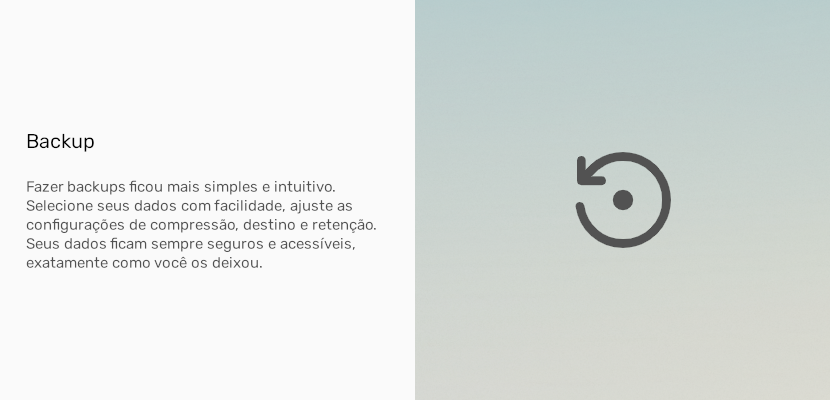 Backup
Fazer backups ficou mais simples e intuitivo.
Selecione seus dados com facilidade, ajuste as
configurações de compressão, destino e retenção.
Seus dados ficam sempre seguros e acessíveis,
exatamente como você os deixou.